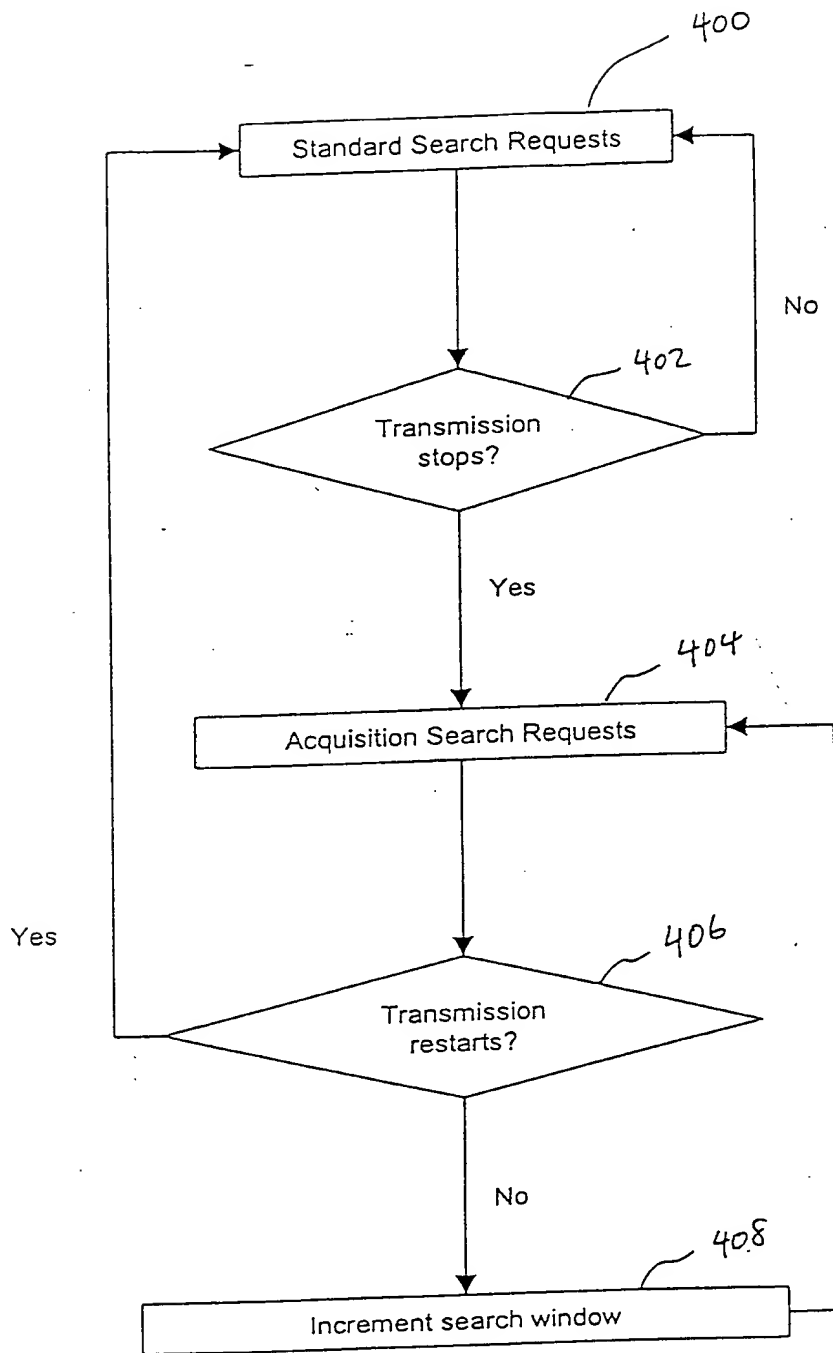 400
Standard Search Requests
No
402
Transmission
stops?
Yes
404
Acquisition Search Requests
Yes
406
Transmission
restarts?
No
408
Increment search window